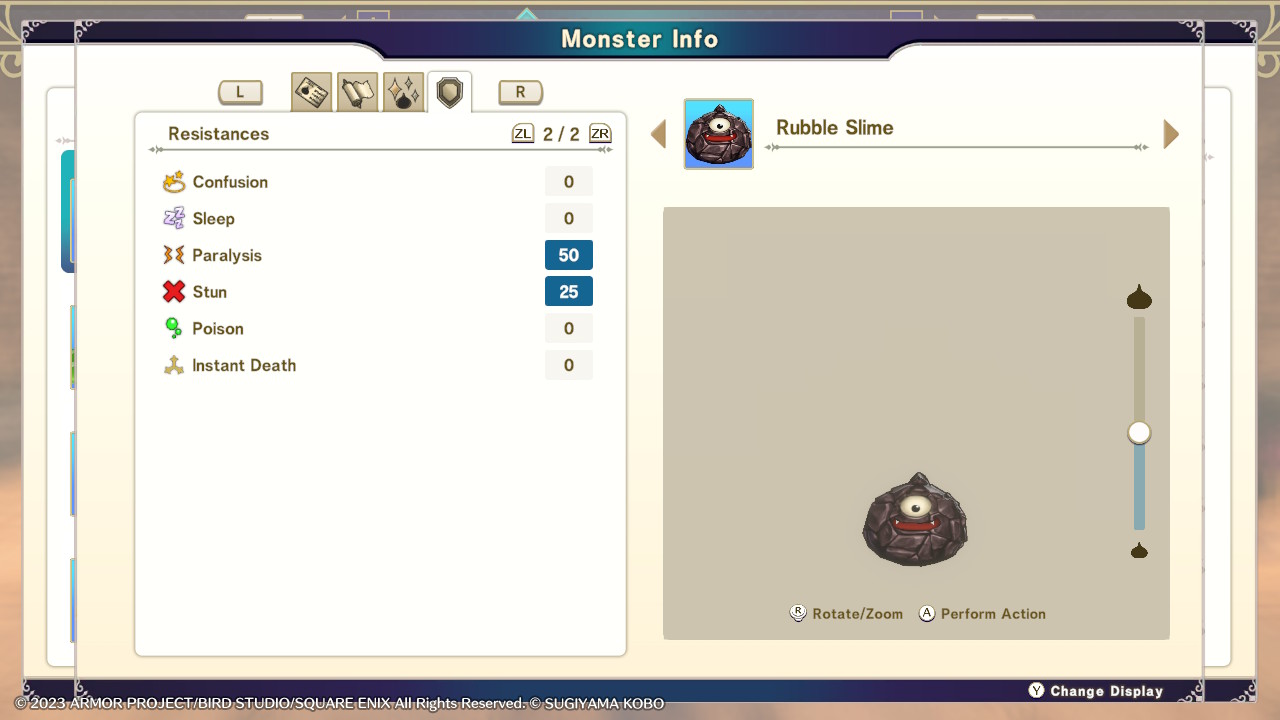 Monster Info
L R
Resistances ZL 2 / 2 ZR
Confusion 0
Sleep 0
Paralysis 50
Stun 25
Poison 0
Instant Death 0
Rubble Slime
R Rotate/Zoom A Perform Action
Y Change Display
© 2023 ARMOR PROJECT/BIRD STUDIO/SQUARE ENIX All Rights Reserved. © SUGIYAMA KOBO